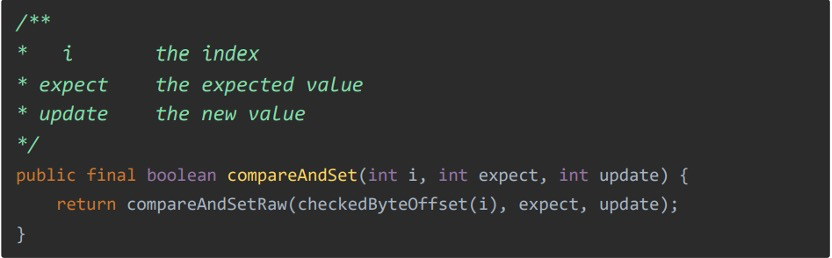 /**
*   i       the index
* expect    the expected value
* update    the new value
*/
public final boolean compareAndSet(int i, int expect, int update) {
    return compareAndSetRaw(checkedByteOffset(i), expect, update);
}